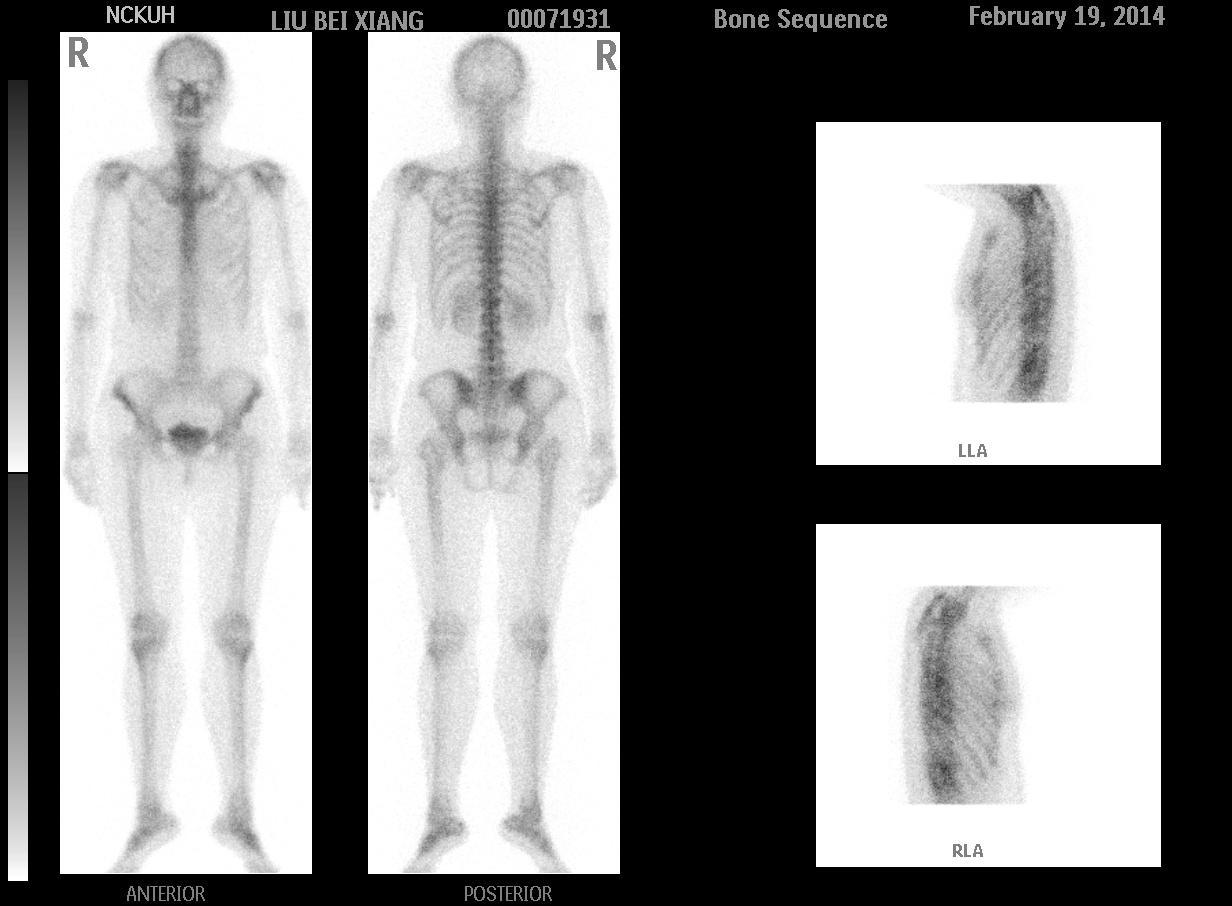 NCKUH LIU BEI XIANG 00071931 Bone Sequence February 19, 2014
R R
LLA
RLA
ANTERIOR POSTERIOR